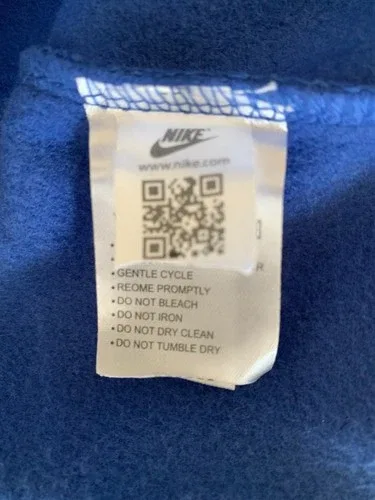 NIKE
www.nike.com
R
• GENTLE CYCLE
• REOME PROMPTLY
• DO NOT BLEACH
• DO NOT IRON
• DO NOT DRY CLEAN
• DO NOT TUMBLE DRY